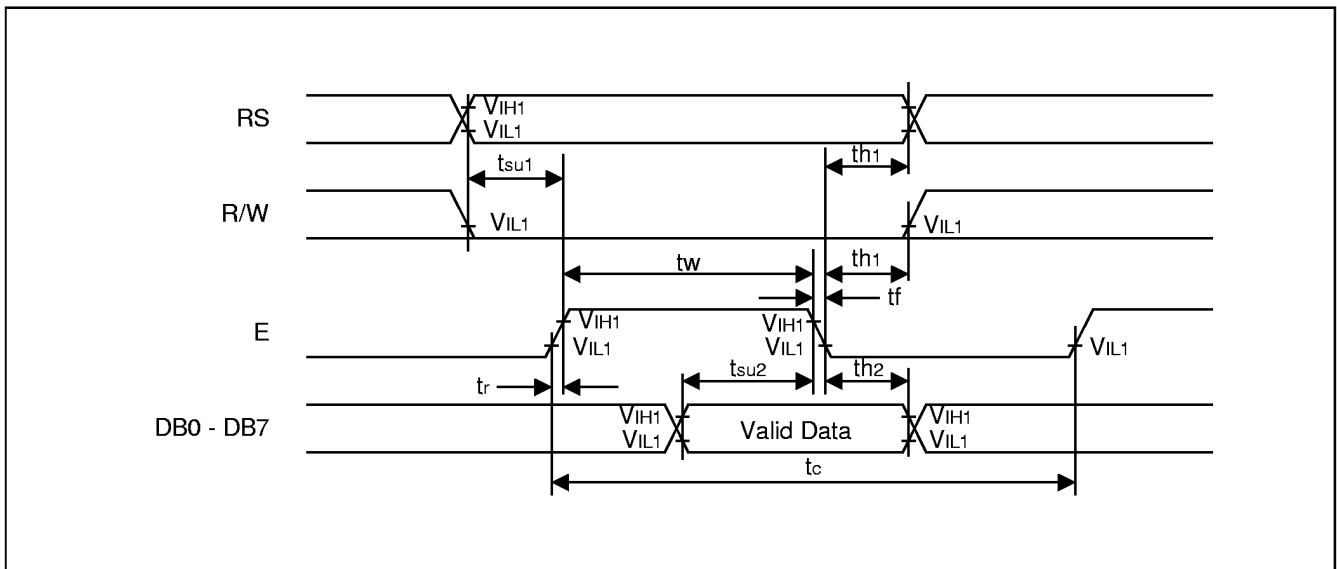 RS
VIH1
VIL1
tsu1
th1
R/W
VIL1
VIL1
tw
th1
tf
E
VIH1
VIL1
VIH1
VIL1
VIL1
tr
tsu2
th2
DB0 - DB7
VIH1
VIL1
Valid Data
VIH1
VIL1
tc